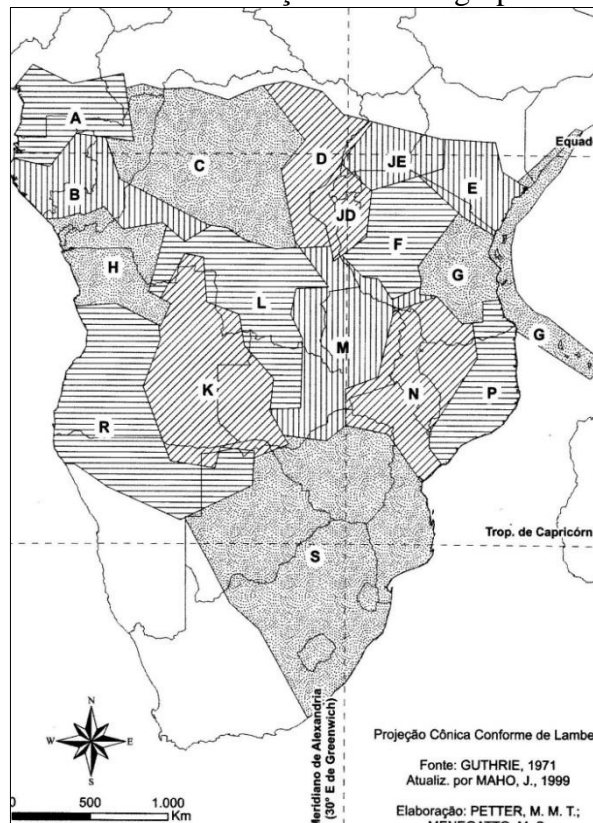 A
Equad
C
D
JE
E
B
JD
F
H
G
L
G
M
K
N
P
R
Trop. de Capricórn
S
Meridiano de Alexandria
(30º E de Greenwich)
N
W E
S
Projeção Cônica Conforme de Lambe
Fonte: GUTHRIE, 1971
Atualiz. por MAHO, J., 1999
Elaboração: PETTER, M. M. T.;
0 500 1.000
Km